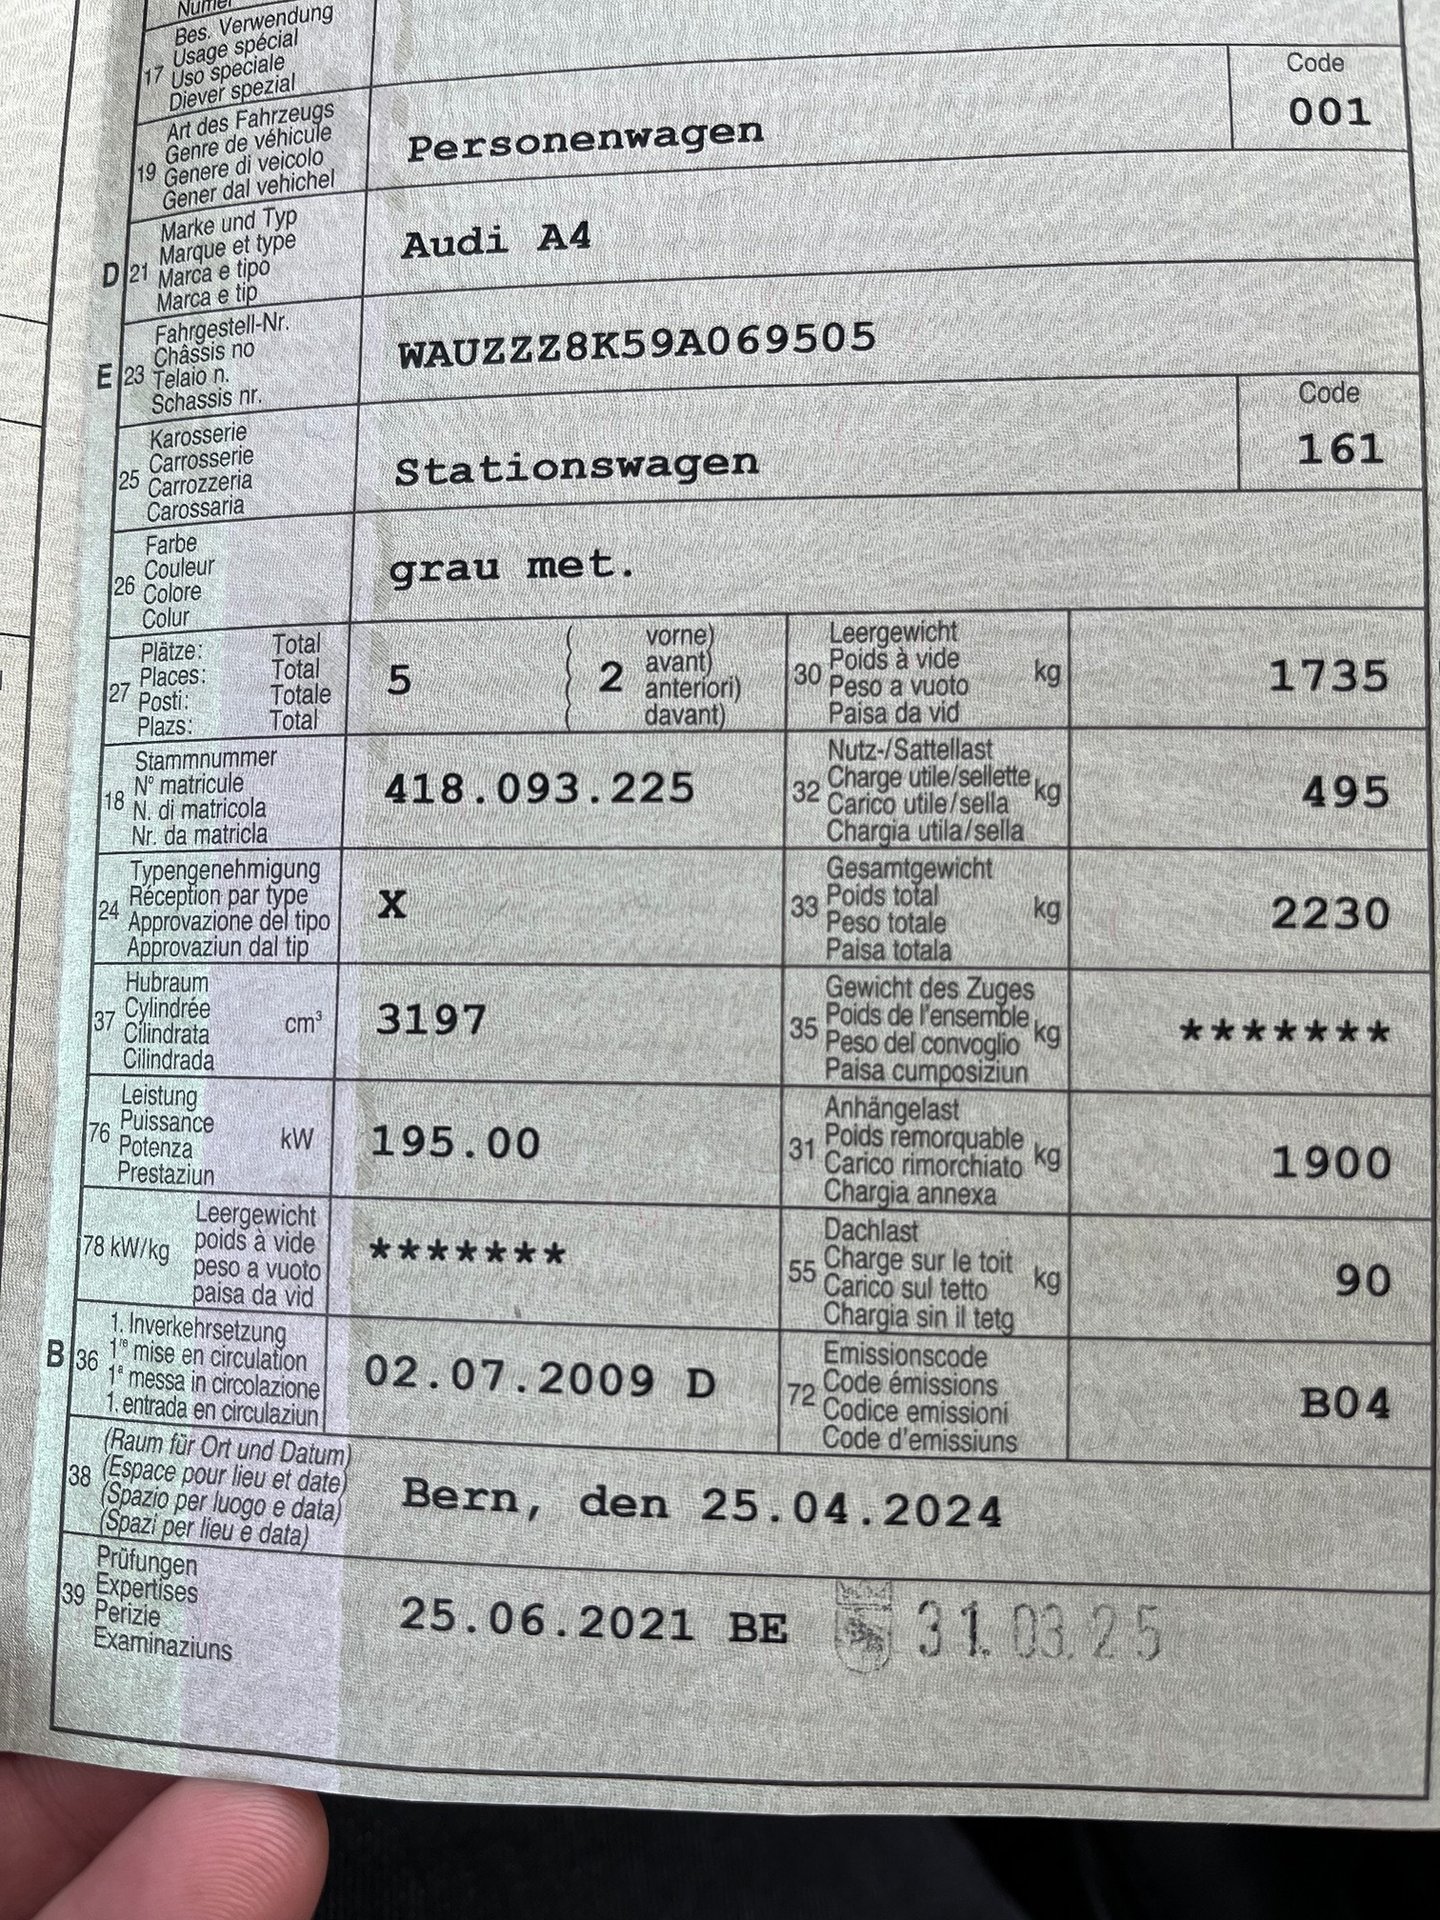 Numer
17 Bes. Verwendung
Usage spécial
Uso speciale
Diever spezial
19 Art des Fahrzeugs
Genre de véhicule
Genere di veicolo
Gener dal vehichel
Personenwagen
Code
001
D 21 Marke und Typ
Marque et type
Marca e tipo
Marca e tip
Audi A4
E 23 Fahrgestell-Nr.
Châssis no
Telaio n.
Schassis nr.
WAUZZZ8K59A069505
25 Karosserie
Carrosserie
Carrozzeria
Carossaria
Stationswagen
Code
161
26 Farbe
Couleur
Colore
Colur
grau met.
27 Plätze: Total
Places: Total
Posti: Totale
Plazs: Total
5
( 2 vorne)
( avant)
( anteriori)
( davant)
30 Leergewicht
Poids à vide kg
Peso a vuoto
Paisa da vid
1735
18 Stammnummer
N° matricule
N. di matricola
Nr. da matricla
418.093.225
32 Nutz-/Sattellast
Charge utile/sellette kg
Carico utile/sella
Chargia utila/sella
495
24 Typengenehmigung
Réception par type
Approvazione del tipo
Approvaziun dal tip
X
33 Gesamtgewicht
Poids total kg
Peso totale
Paisa totala
2230
37 Hubraum
Cylindrée cm³
Cilindrata
Cilindrada
3197
35 Gewicht des Zuges
Poids de l'ensemble kg
Peso del convoglio
Paisa cumposiziun
*******
76 Leistung
Puissance kW
Potenza
Prestaziun
195.00
31 Anhängelast
Poids remorquable kg
Carico rimorchiato
Chargia annexa
1900
78 kW/kg Leergewicht
poids à vide
peso a vuoto
paisa da vid
*******
55 Dachlast
Charge sur le toit kg
Carico sul tetto
Chargia sin il tetg
90
B 36 1. Inverkehrsetzung
1re mise en circulation
1a messa in circolazione
1. entrada en circulaziun
02.07.2009 D
72 Emissionscode
Code émissions
Codice emissioni
Code d'emissiuns
B04
38 (Raum für Ort und Datum)
(Espace pour lieu et date)
(Spazio per luogo e data)
(Spazi per lieu e data)
Bern, den 25.04.2024
39 Prüfungen
Expertises
Perizie
Examinaziuns
25.06.2021 BE 31.03.25